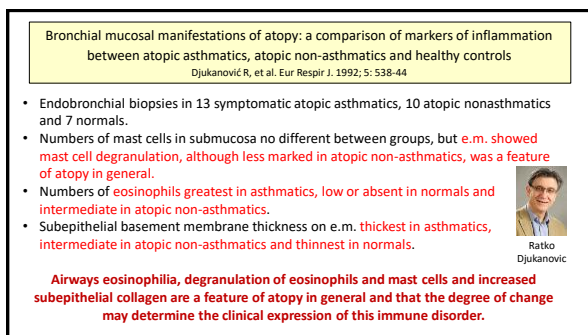 Bronchial mucosal manifestations of atopy: a comparison of markers of inflammation
between atopic asthmatics, atopic non-asthmatics and healthy controls
Djukanović R, et al. Eur Respir J. 1992; 5: 538-44
• Endobronchial biopsies in 13 symptomatic atopic asthmatics, 10 atopic nonasthmatics
and 7 normals.
• Numbers of mast cells in submucosa no different between groups, but e.m. showed
mast cell degranulation, although less marked in atopic non-asthmatics, was a feature
of atopy in general.
• Numbers of eosinophils greatest in asthmatics, low or absent in normals and
intermediate in atopic non-asthmatics.
• Subepithelial basement membrane thickness on e.m. thickest in asthmatics,
intermediate in atopic non-asthmatics and thinnest in normals.
Ratko
Djukanovic
Airways eosinophilia, degranulation of eosinophils and mast cells and increased
subepithelial collagen are a feature of atopy in general and that the degree of change
may determine the clinical expression of this immune disorder.